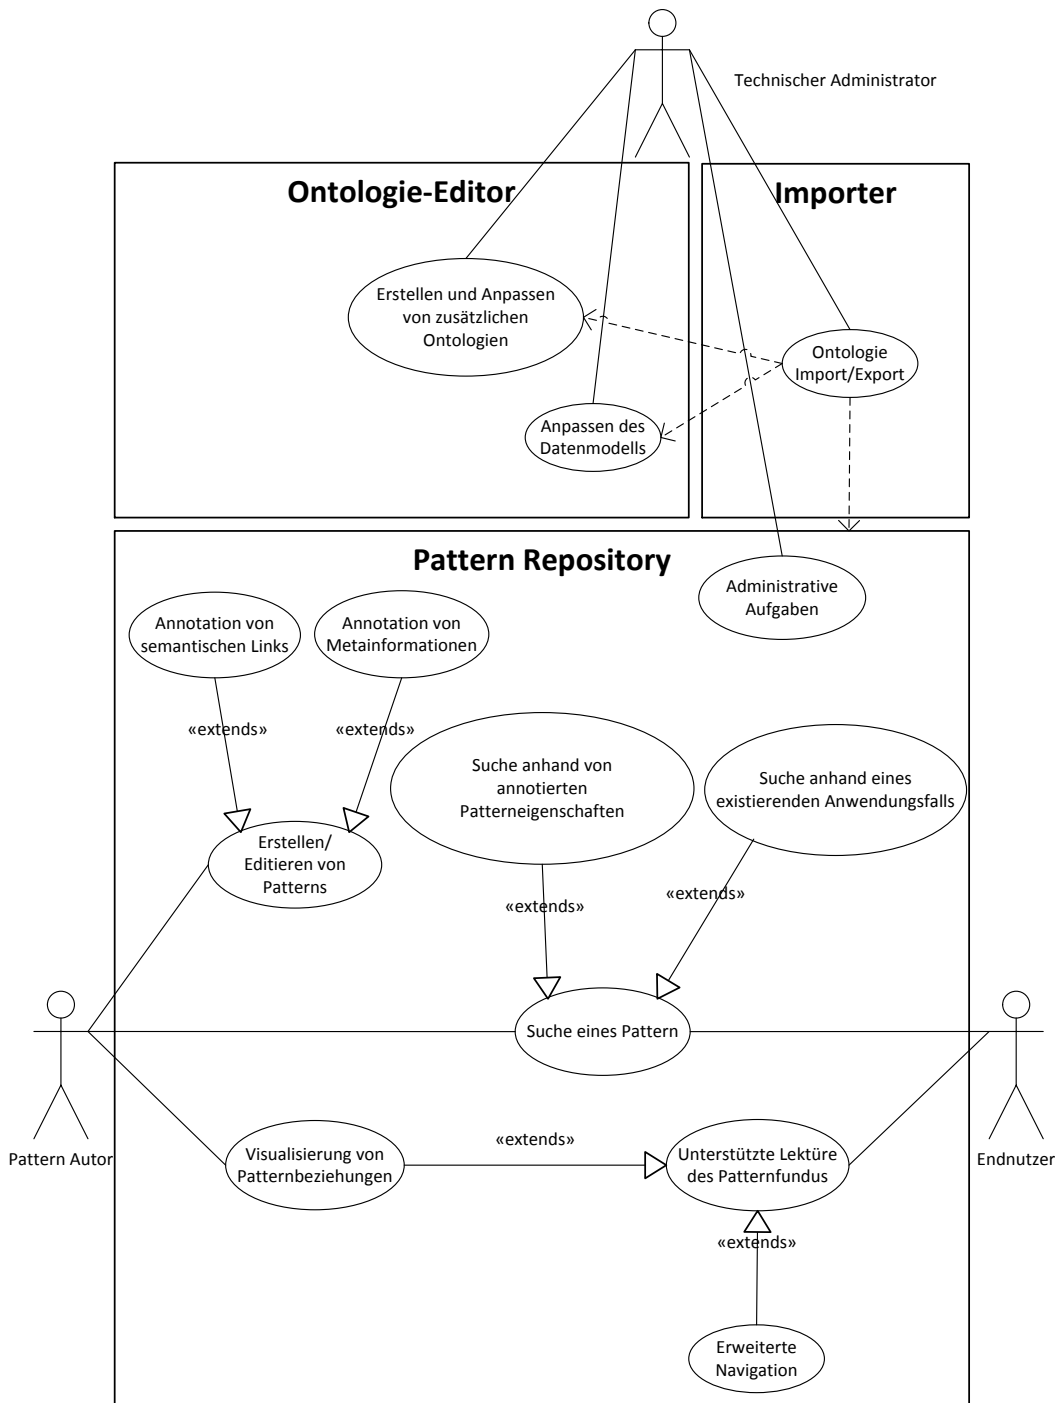 Technischer Administrator
Ontologie-Editor
Importer
Erstellen und Anpassen
von zusätzlichen
Ontologien
Ontologie
Import/Export
Anpassen des
Datenmodells
Pattern Repository
Administrative
Aufgaben
Annotation von
semantischen Links
Annotation von
Metainformationen
«extends»
«extends»
Suche anhand von
annotierten
Patterneigenschaften
Suche anhand eines
existierenden Anwendungsfalls
Erstellen/
Editieren von
Patterns
«extends»
«extends»
Suche eines Pattern
Pattern Autor
Endnutzer
Visualisierung von
Patternbeziehungen
«extends»
Unterstützte Lektüre
des Patternfundus
«extends»
Erweiterte
Navigation